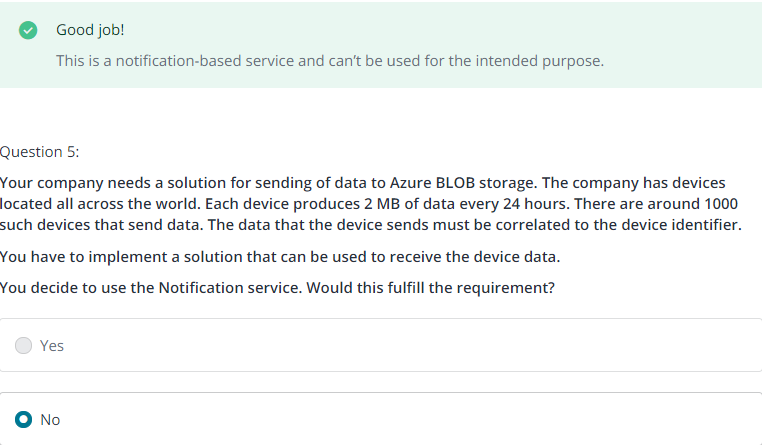 Good job!
This is a notification-based service and can’t be used for the intended purpose.
Question 5:
Your company needs a solution for sending of data to Azure BLOB storage. The company has devices
located all across the world. Each device produces 2 MB of data every 24 hours. There are around 1000
such devices that send data. The data that the device sends must be correlated to the device identifier.
You have to implement a solution that can be used to receive the device data.
You decide to use the Notification service. Would this fulfill the requirement?
Yes
No